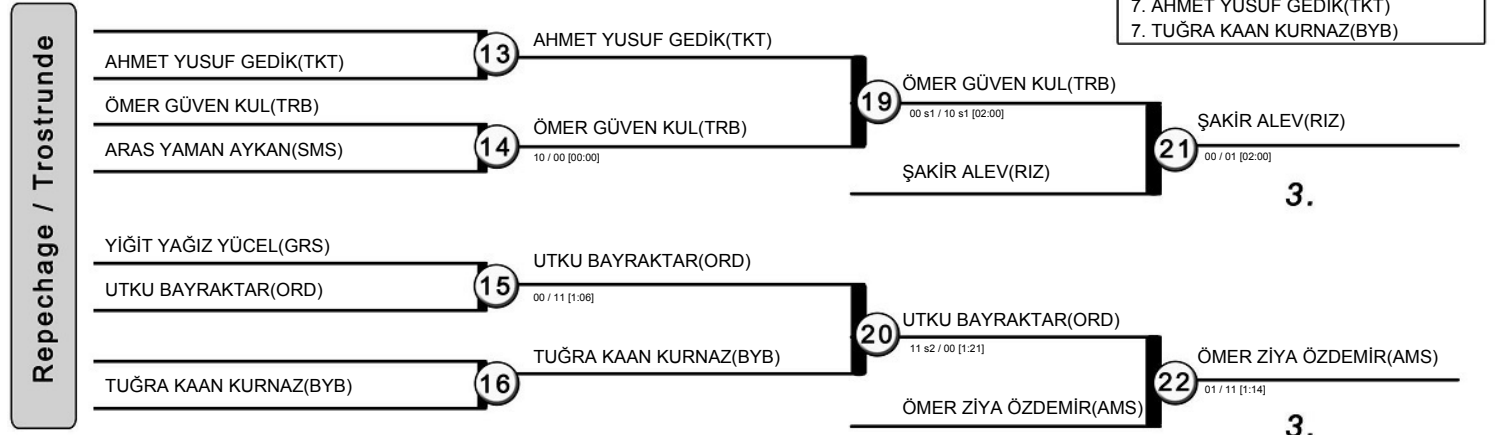 7. AHMET YUSUF GEDİK(TKT)
7. TUĞRA KAAN KURNAZ(BYB)
Repechage / Trostrunde
AHMET YUSUF GEDİK(TKT)
13
AHMET YUSUF GEDİK(TKT)
ÖMER GÜVEN KUL(TRB)
ARAS YAMAN AYKAN(SMS)
14
ÖMER GÜVEN KUL(TRB)
10 / 00 [00:00]
19
ÖMER GÜVEN KUL(TRB)
00 s1 / 10 s1 [02:00]
ŞAKİR ALEV(RIZ)
21
ŞAKİR ALEV(RIZ)
00 / 01 [02:00]
3.
YİĞİT YAĞIZ YÜCEL(GRS)
UTKU BAYRAKTAR(ORD)
15
UTKU BAYRAKTAR(ORD)
00 / 11 [1:06]
TUĞRA KAAN KURNAZ(BYB)
16
TUĞRA KAAN KURNAZ(BYB)
20
UTKU BAYRAKTAR(ORD)
11 s2 / 00 [1:21]
ÖMER ZİYA ÖZDEMİR(AMS)
22
ÖMER ZİYA ÖZDEMİR(AMS)
01 / 11 [1:14]
3.